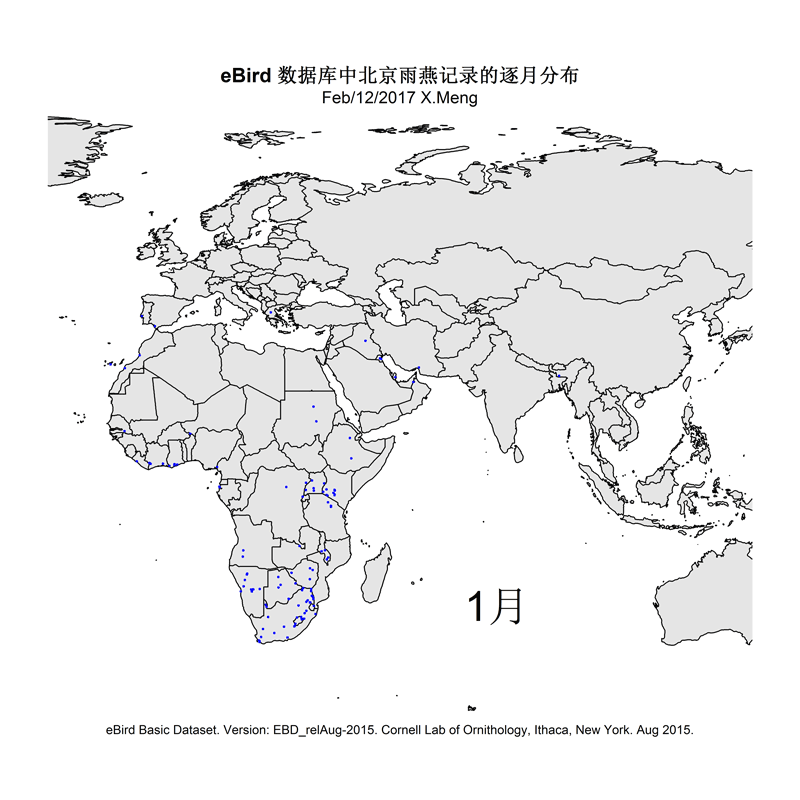 eBird 数据库中北京雨燕记录的逐月分布
Feb/12/2017 X.Meng
1月
eBird Basic Dataset. Version: EBD_relAug-2015. Cornell Lab of Ornithology, Ithaca, New York. Aug 2015.